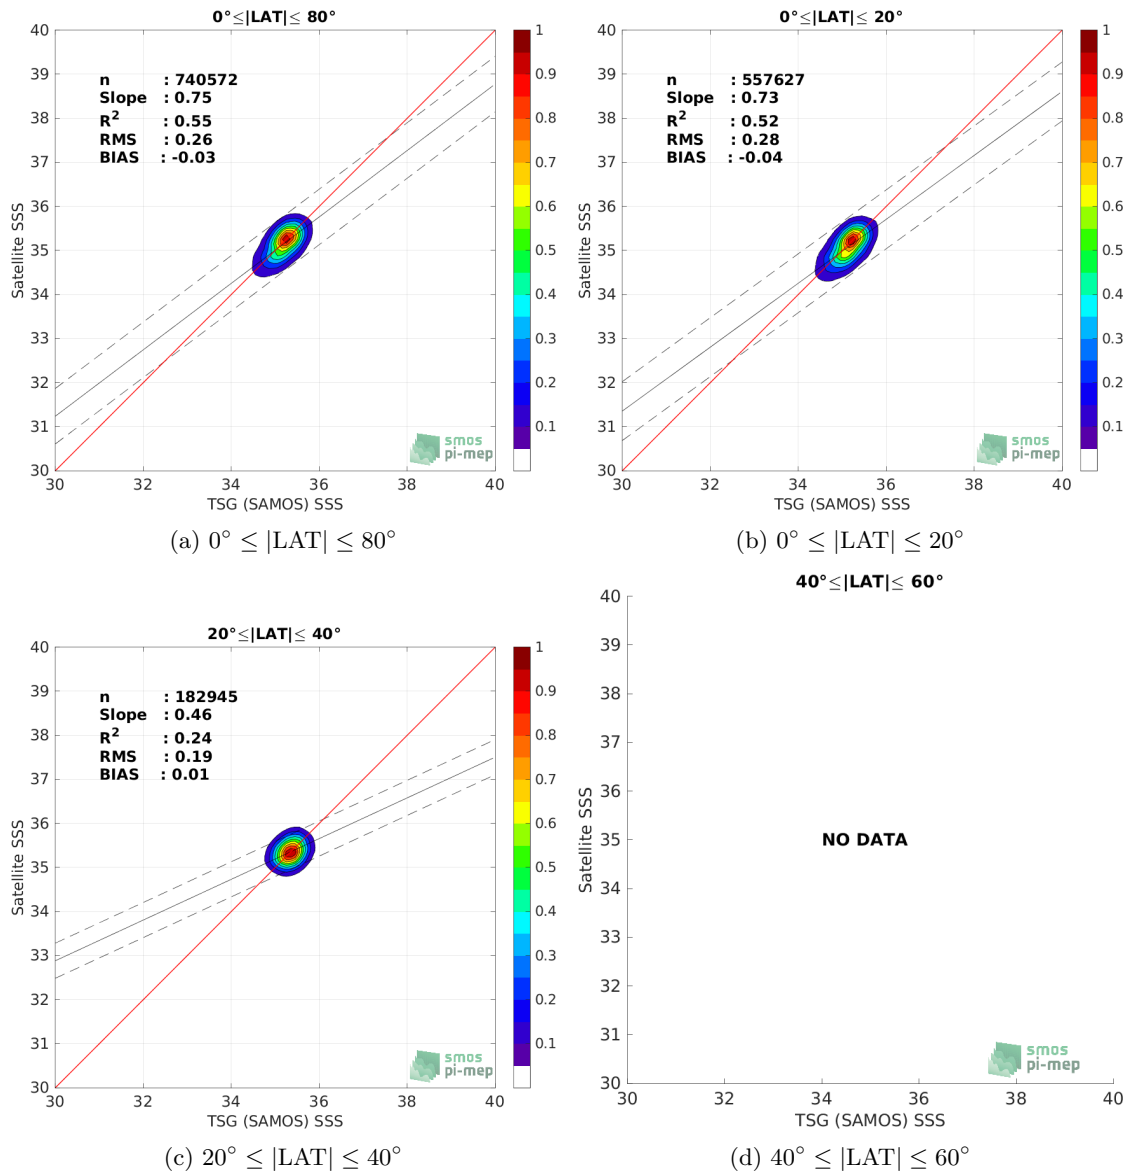 0°≤|LAT|≤ 80°
40
39
38
37
36
35
34
33
32
31
30
Satellite SSS
n : 740572
Slope : 0.75
R² : 0.55
RMS : 0.26
BIAS : -0.03
smos
pi-mep
30 32 34 36 38 40
TSG (SAMOS) SSS
1
0.9
0.8
0.7
0.6
0.5
0.4
0.3
0.2
0.1
(a) 0° ≤ |LAT| ≤ 80°
0°≤|LAT|≤ 20°
40
39
38
37
36
35
34
33
32
31
30
Satellite SSS
n : 557627
Slope : 0.73
R² : 0.52
RMS : 0.28
BIAS : -0.04
smos
pi-mep
30 32 34 36 38 40
TSG (SAMOS) SSS
1
0.9
0.8
0.7
0.6
0.5
0.4
0.3
0.2
0.1
(b) 0° ≤ |LAT| ≤ 20°
20°≤|LAT|≤ 40°
40
39
38
37
36
35
34
33
32
31
30
Satellite SSS
n : 182945
Slope : 0.46
R² : 0.24
RMS : 0.19
BIAS : 0.01
smos
pi-mep
30 32 34 36 38 40
TSG (SAMOS) SSS
1
0.9
0.8
0.7
0.6
0.5
0.4
0.3
0.2
0.1
(c) 20° ≤ |LAT| ≤ 40°
40°≤|LAT|≤ 60°
40
39
38
37
36
35
34
33
32
31
30
Satellite SSS
NO DATA
smos
pi-mep
30 32 34 36 38 40
TSG (SAMOS) SSS
(d) 40° ≤ |LAT| ≤ 60°